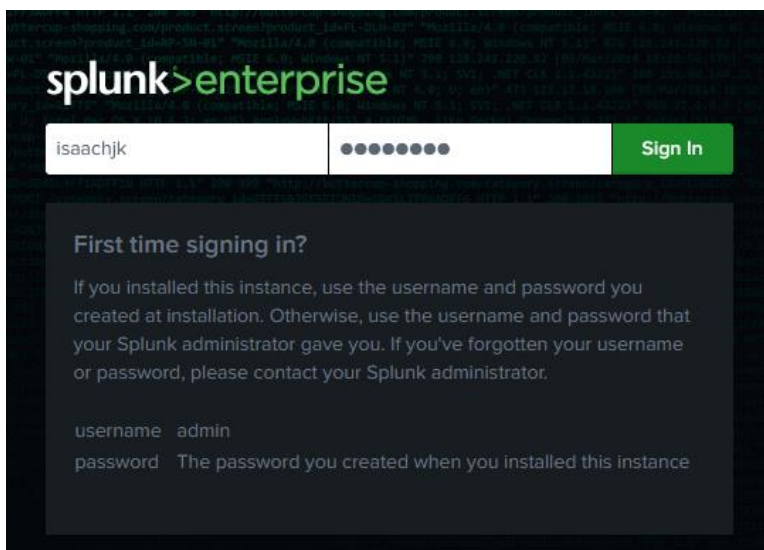 splunk>enterprise
isaachjk ●●●●●●●● Sign In
First time signing in?
If you installed this instance, use the username and password you
created at installation. Otherwise, use the username and password that
your Splunk administrator gave you. If you've forgotten your username
or password, please contact your Splunk administrator.
username admin
password The password you created when you installed this instance